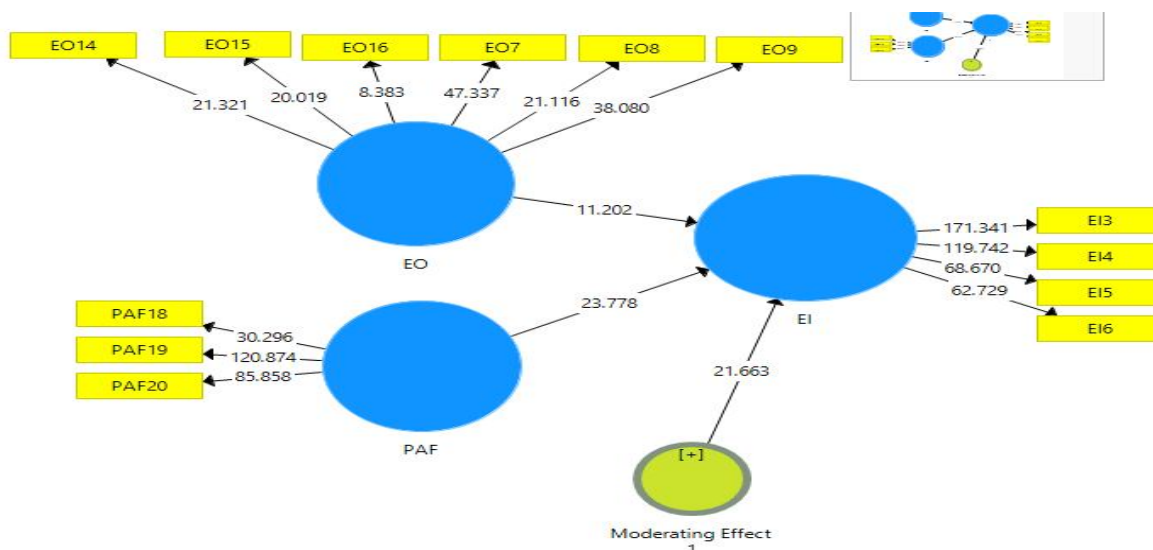 EO14
EO15
EO16
EO7
EO8
EO9
21.321
20.019
8.383
47.337
21.116
38.080
EO
11.202
EI
171.341
119.742
68.670
62.729
EI3
EI4
EI5
EI6
PAF18
PAF19
PAF20
30.296
120.874
85.858
PAF
23.778
21.663
[+]
Moderating Effect
1